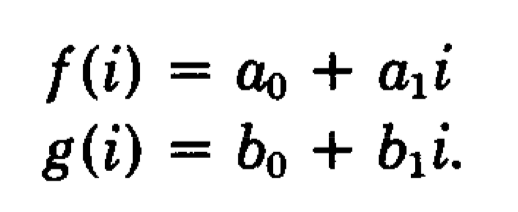 f(i) = a₀ + a₁i
g(i) = b₀ + b₁i.